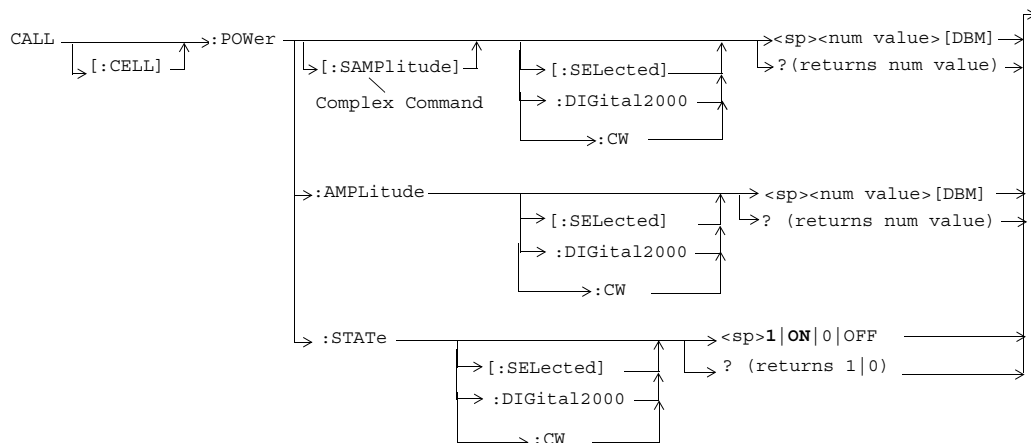 CALL :POWer <sp><num value>[DBM]
[:CELL] [:SAMPlitude] [:SELected] ?(returns num value)
Complex Command :DIGital2000
:CW
:AMPLitude <sp><num value>[DBM]
[:SELected] ? (returns num value)
:DIGital2000
:CW
:STATe <sp>1|ON|0|OFF
[:SELected] ? (returns 1|0)
:DIGital2000
:CW